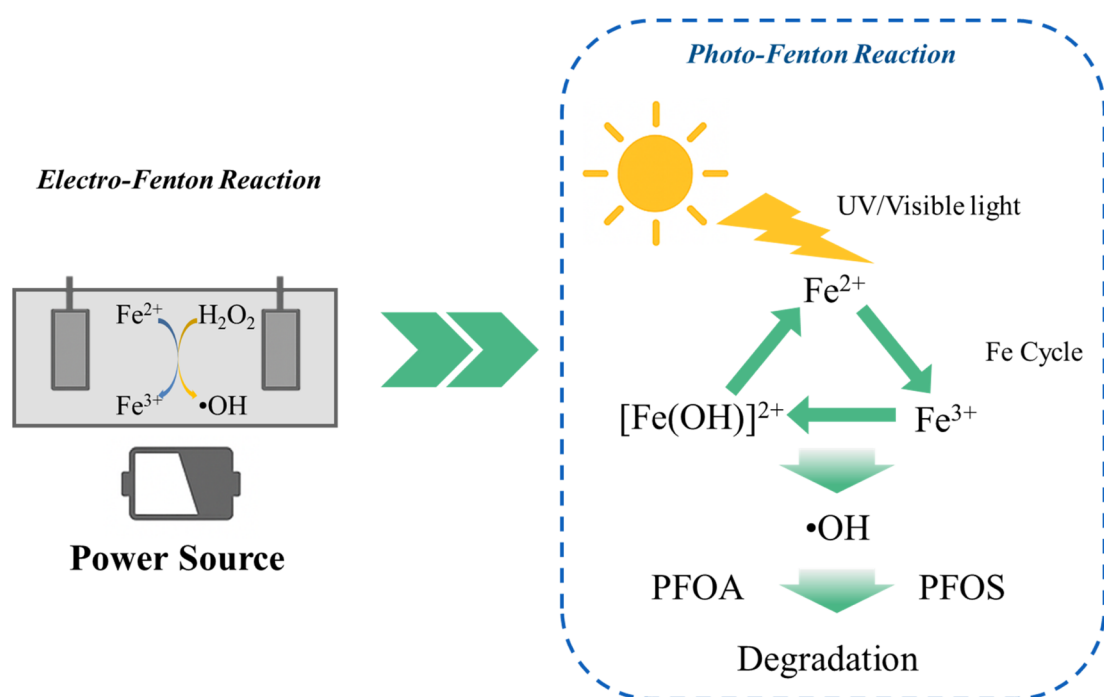 Electro-Fenton Reaction
Fe²⁺
H₂O₂
Fe³⁺
•OH
Power Source
Photo-Fenton Reaction
UV/Visible light
Fe²⁺
Fe Cycle
[Fe(OH)]²⁺
Fe³⁺
•OH
PFOA
PFOS
Degradation